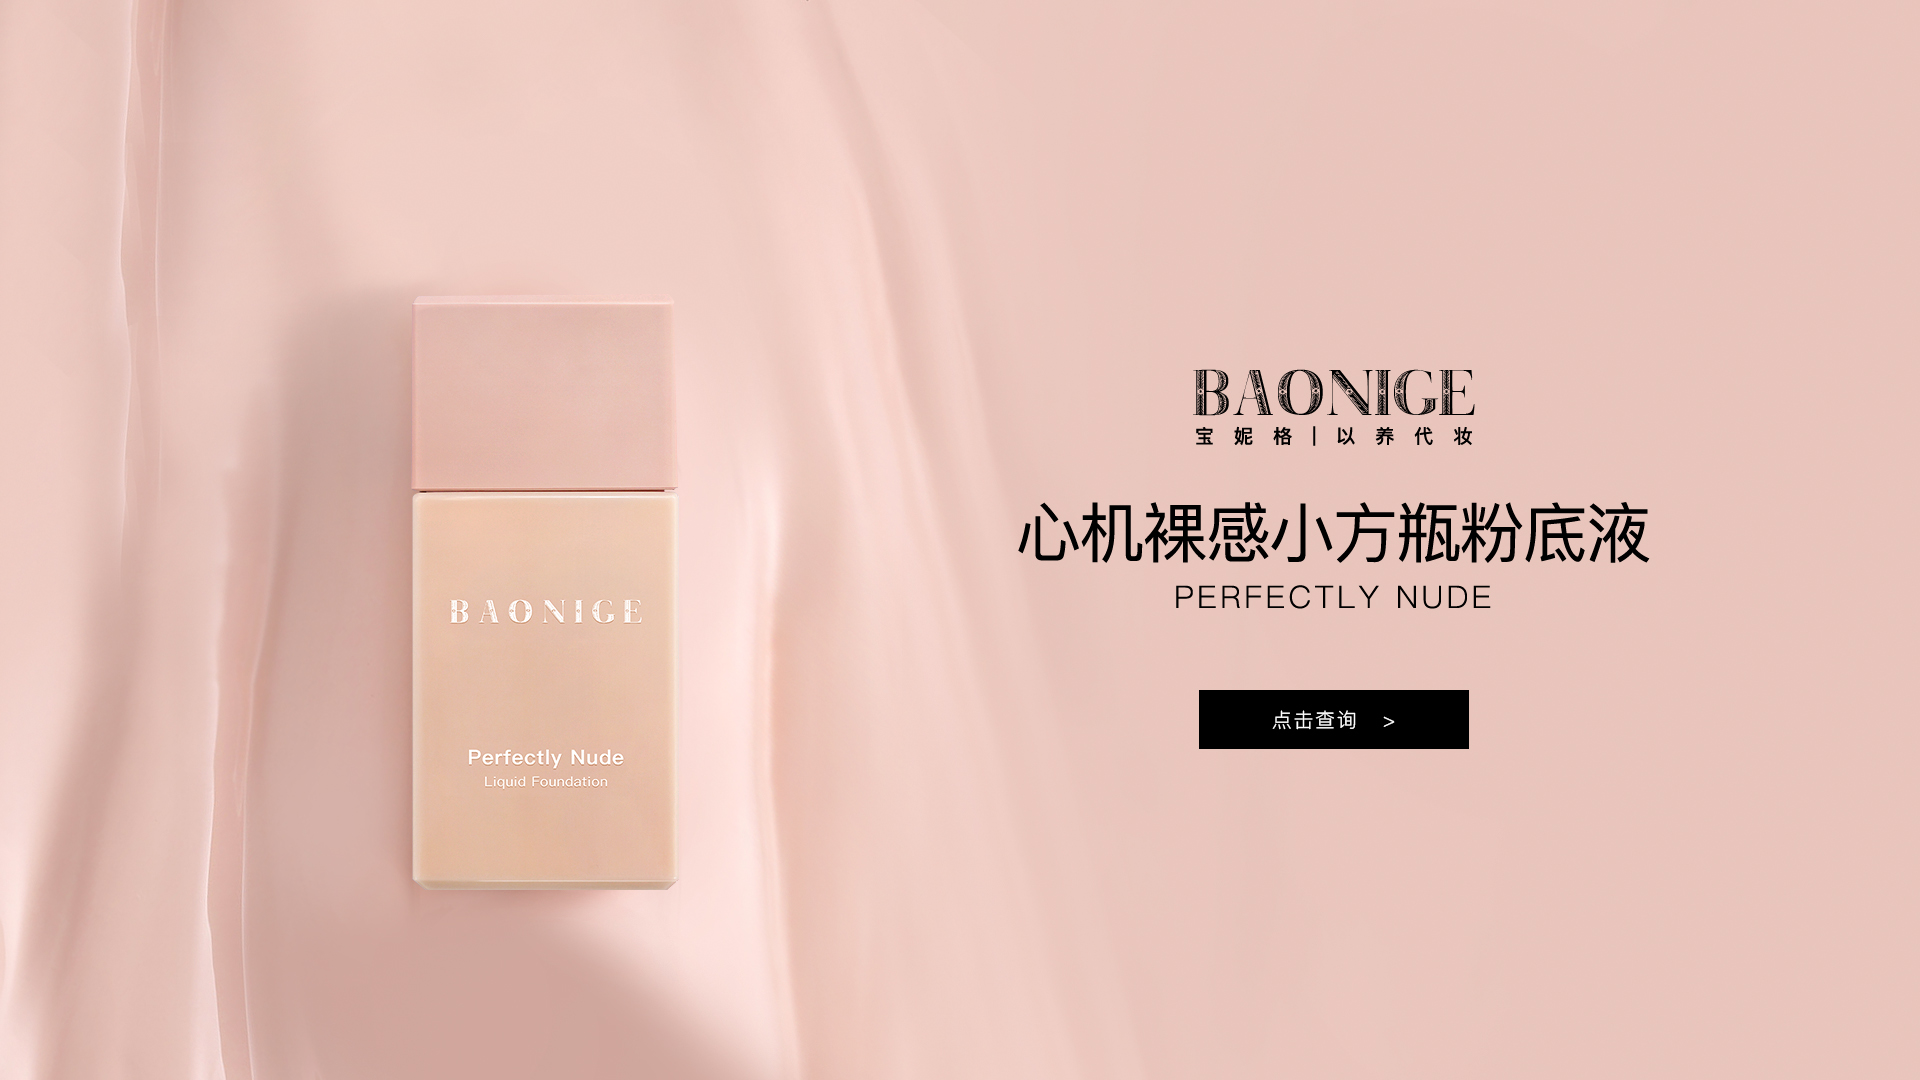 BAONIGE
Perfectly Nude
Liquid Foundation
BAONIGE
宝妮格|以养代妆
心机裸感小方瓶粉底液
PERFECTLY NUDE
点击查询 >